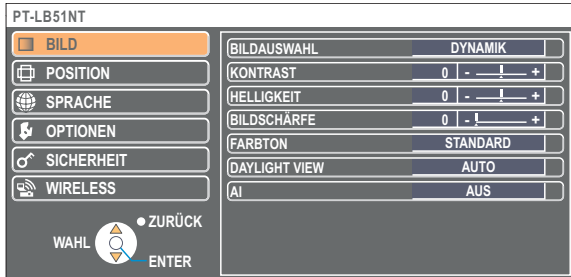 PT-LB51NT
BILD
POSITION
SPRACHE
OPTIONEN
SICHERHEIT
WIRELESS
ZURÜCK
WAHL
ENTER
BILDAUSWAHL DYNAMIK
KONTRAST 0 - +
HELLIGKEIT 0 - +
BILDSCHÄRFE 0 - +
FARBTON STANDARD
DAYLIGHT VIEW AUTO
AI AUS